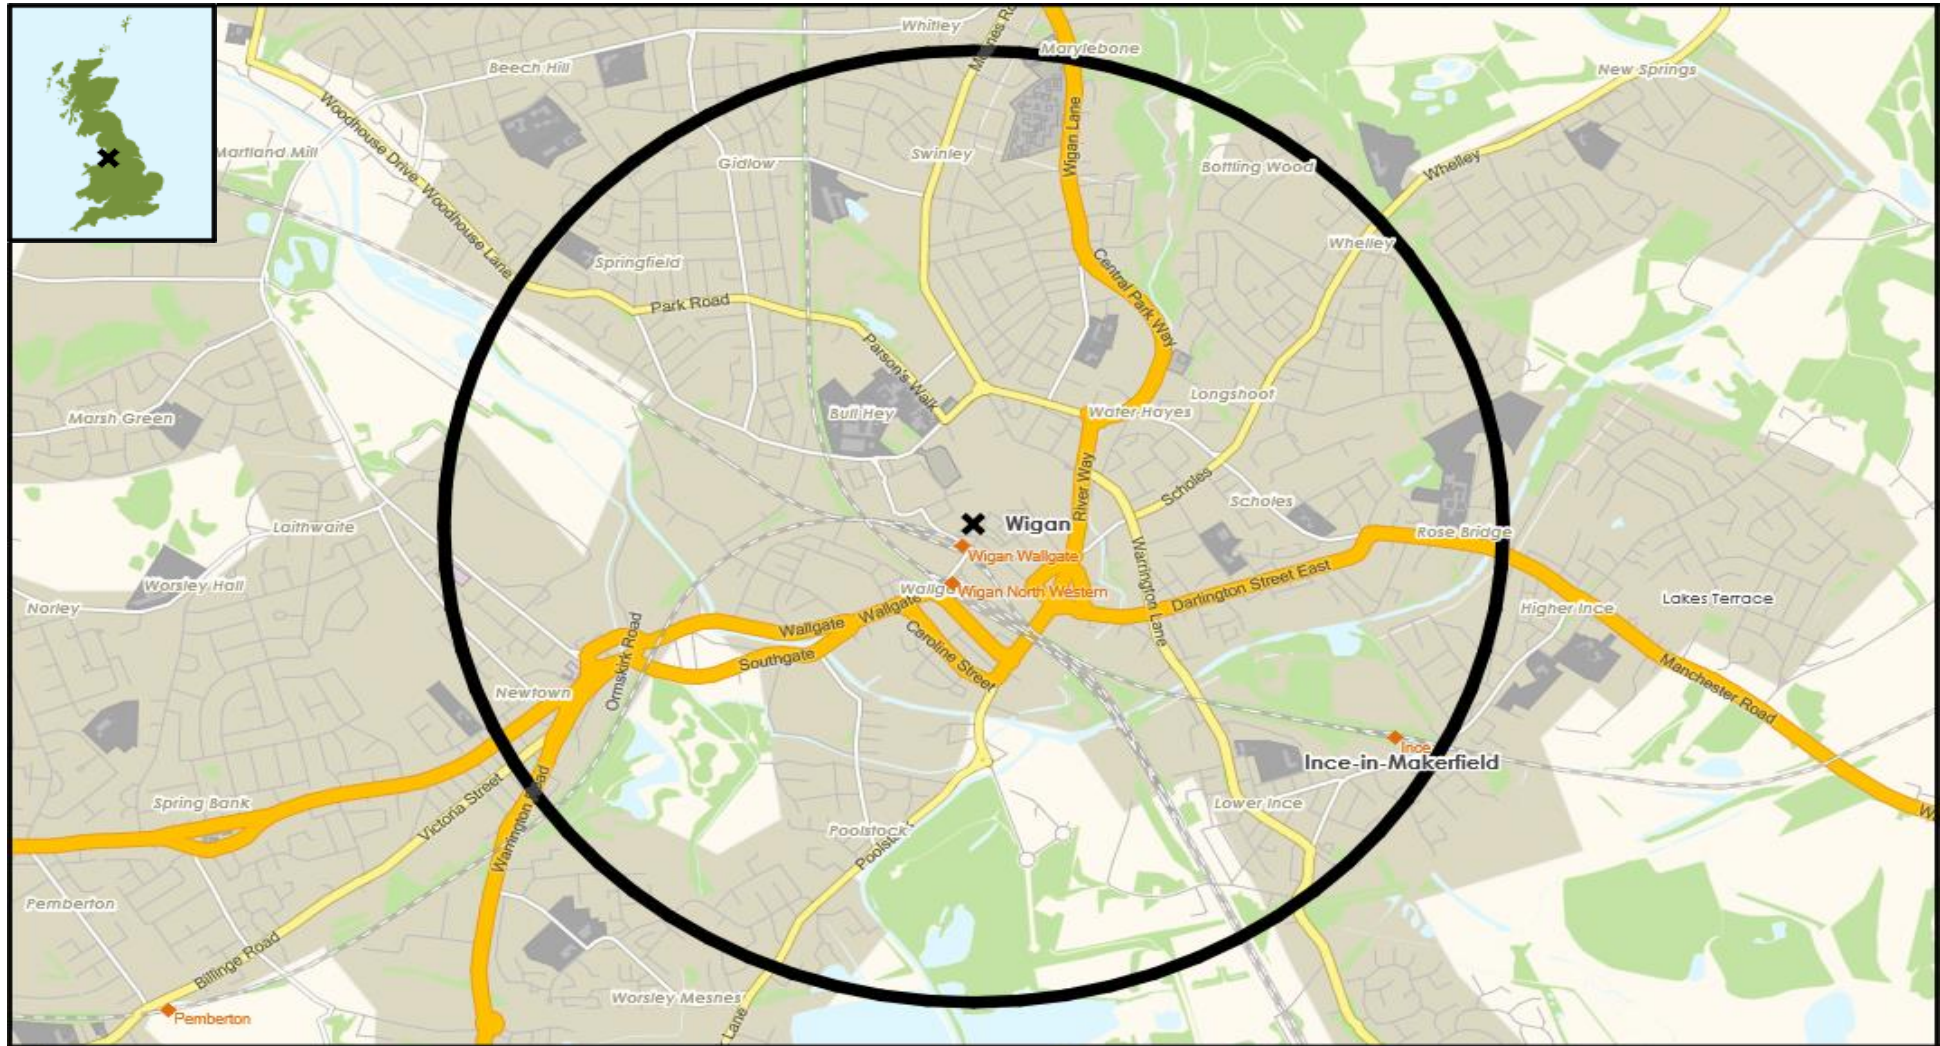 Whitley
Marylebone
Beech Hill
New Springs
Woodhouse Drive
Wigan Lane
Martland Mill
Gidlow
Swinley
Bottling Wood
Whelley
Woodhouse Lane
Springfield
Whelley
Central Park Way
Park Road
Parson's Walk
Longshoot
Marsh Green
Bull Hey
Water Hayes
River Way
Scholes
Scholes
Laithwaite
Wigan
Rose Bridge
Wigan Wallgate
Warrington Lane
Worsley Hall
Wigan North Western
Darlington Street East
Norley
Wallgate
Wallgate
Higher Ince
Lakes Terrace
Caroline Street
Southgate
Ormskirk Road
Newtown
Manchester Road
Ince
Ince-in-Makerfield
Spring Bank
Victoria Street
Lower Ince
Poolstock
Warrington Road
Pemberton
Billinge Road
Worsley Mesnes
Pemberton
Lane